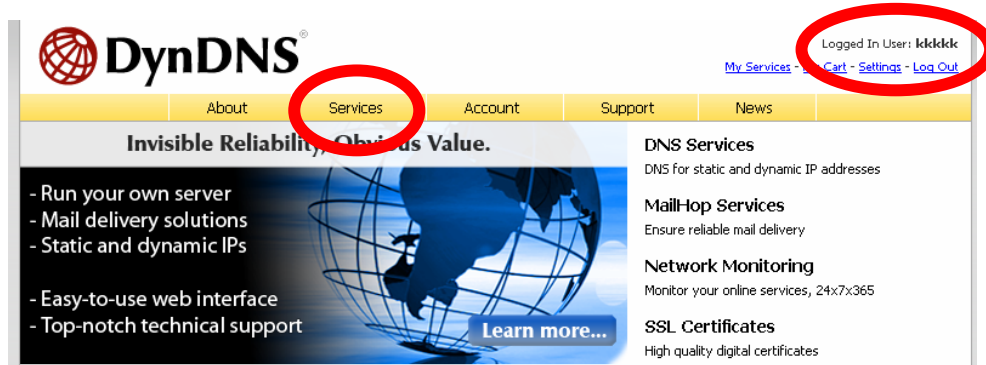 DynDNS®
Logged In User: kkkkk
My Services - My Cart - Settings - Log Out
About Services Account Support News
Invisible Reliability, Obvious Value.
- Run your own server
- Mail delivery solutions
- Static and dynamic IPs
- Easy-to-use web interface
- Top-notch technical support
Learn more...
DNS Services
DNS for static and dynamic IP addresses
MailHop Services
Ensure reliable mail delivery
Network Monitoring
Monitor your online services, 24x7x365
SSL Certificates
High quality digital certificates